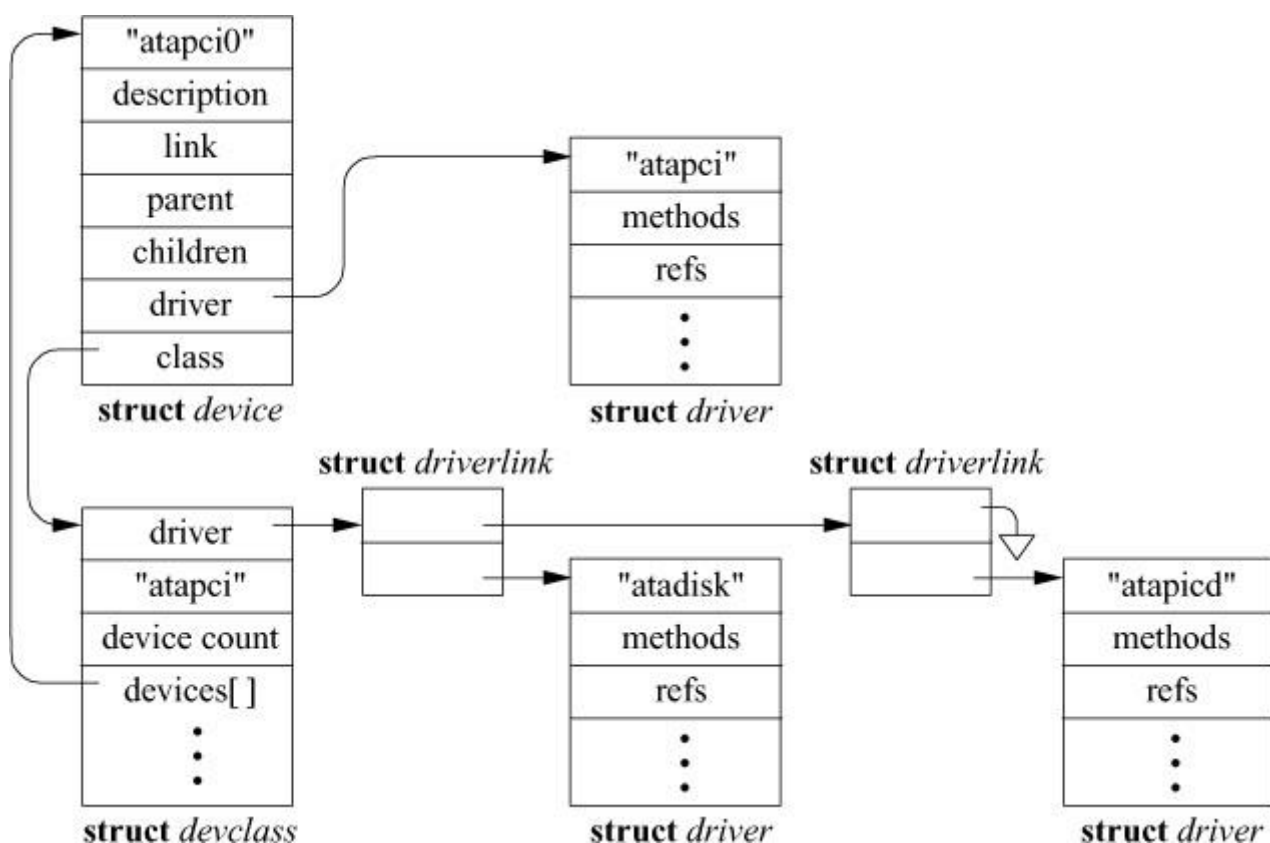 "atapci0"
description
link
parent
children
driver
class
struct device
"atapci"
methods
refs
struct driver
struct driverlink
struct driverlink
driver
"atapci"
device count
devices[ ]
struct devclass
"atadisk"
methods
refs
struct driver
"atapicd"
methods
refs
struct driver